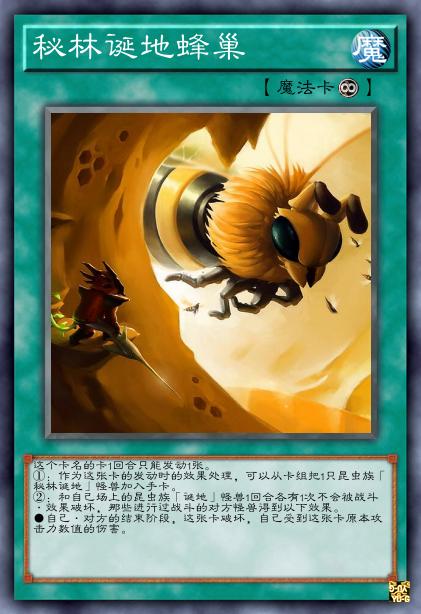 秘林诞地蜂巢
魔
【魔法卡】
这个卡名的卡1回合只能发动1张。
①：作为这张卡的发动时的效果处理，可以从卡组把1只昆虫族「
秘林诞地」怪兽加入手卡。
②：和自己场上的昆虫族「诞地」怪兽1回合各有1次不会被战斗
·效果破坏，那些进行过战斗的对方怪兽得到以下效果。
●自己·对方的结束阶段，这张卡破坏，自己受到这张卡原本攻
击力数值的伤害。